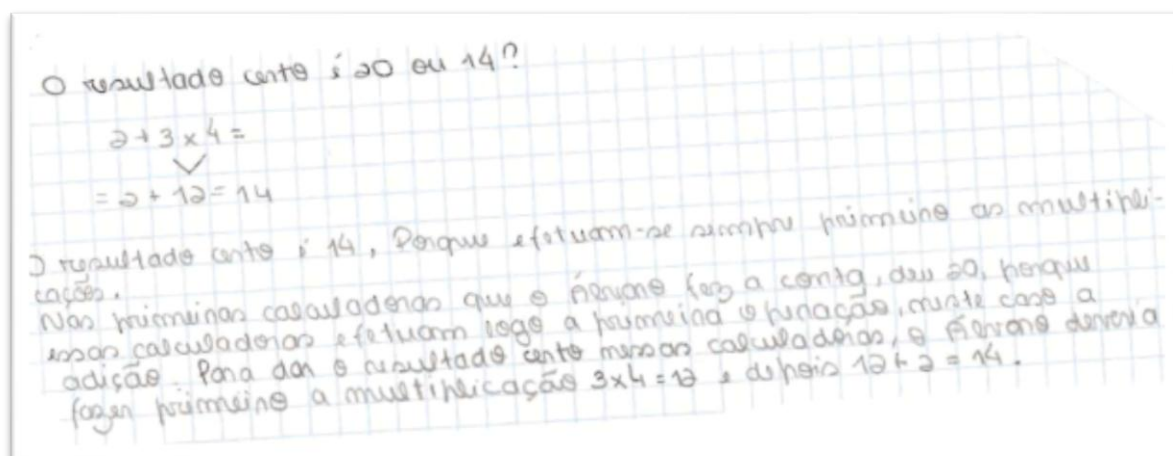 O resultado certo é 20 ou 14?
2 + 3 x 4 =
= 2 + 12 = 14
O resultado certo é 14, Porque efetuam-se sempre primeiro as multipli-
cações.
Nas primeiras calculadoras que o fez a conta, deu 20, porque
essas calculadoras efetuam logo a primeira operação, neste caso a
adição. Para dar o resultado certo nessas calculadoras, o deveria
fazer primeiro a multiplicação 3x4 = 12 e depois 12 + 2 = 14.